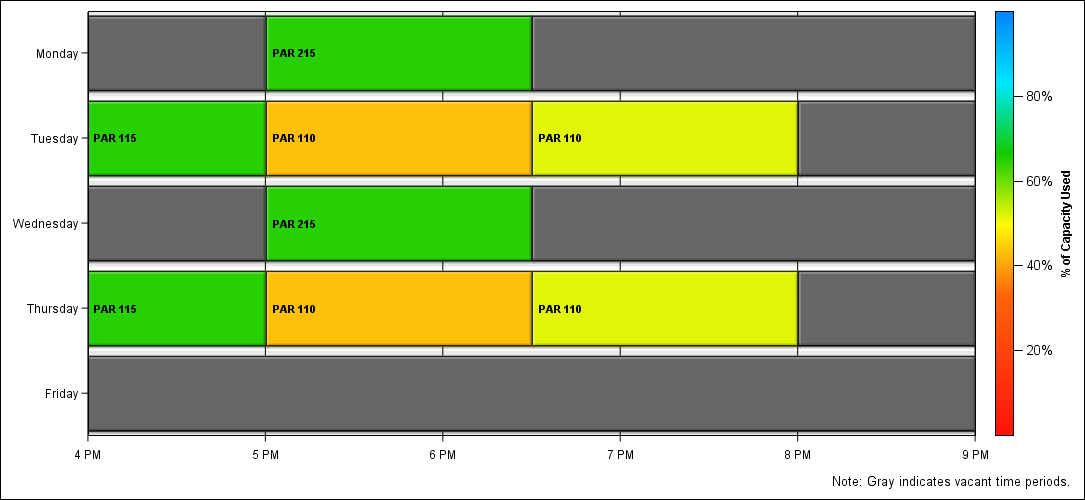 Monday
PAR 215
Tuesday
PAR 115
PAR 110
PAR 110
Wednesday
PAR 215
Thursday
PAR 115
PAR 110
PAR 110
Friday
4 PM
5 PM
6 PM
7 PM
8 PM
9 PM
80%
60%
40%
20%
% of Capacity Used
Note: Gray indicates vacant time periods.